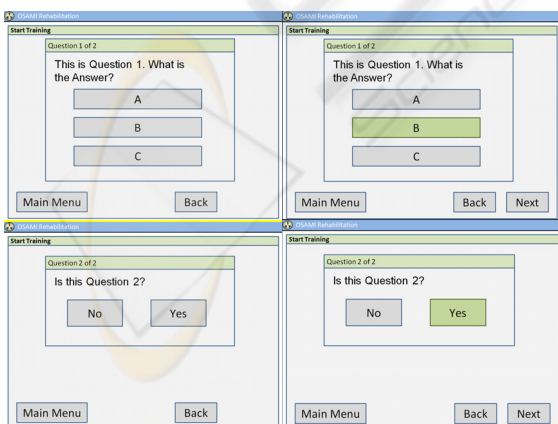 OSAMI Rehabilitation
Start Training
Question 1 of 2
This is Question 1. What is
the Answer?
A
B
C
Main Menu
Back
OSAMI Rehabilitation
Start Training
Question 1 of 2
This is Question 1. What is
the Answer?
A
B
C
Main Menu
Back
Next
OSAMI Rehabilitation
Start Training
Question 2 of 2
Is this Question 2?
No
Yes
Main Menu
Back
OSAMI Rehabilitation
Start Training
Question 2 of 2
Is this Question 2?
No
Yes
Main Menu
Back
Next